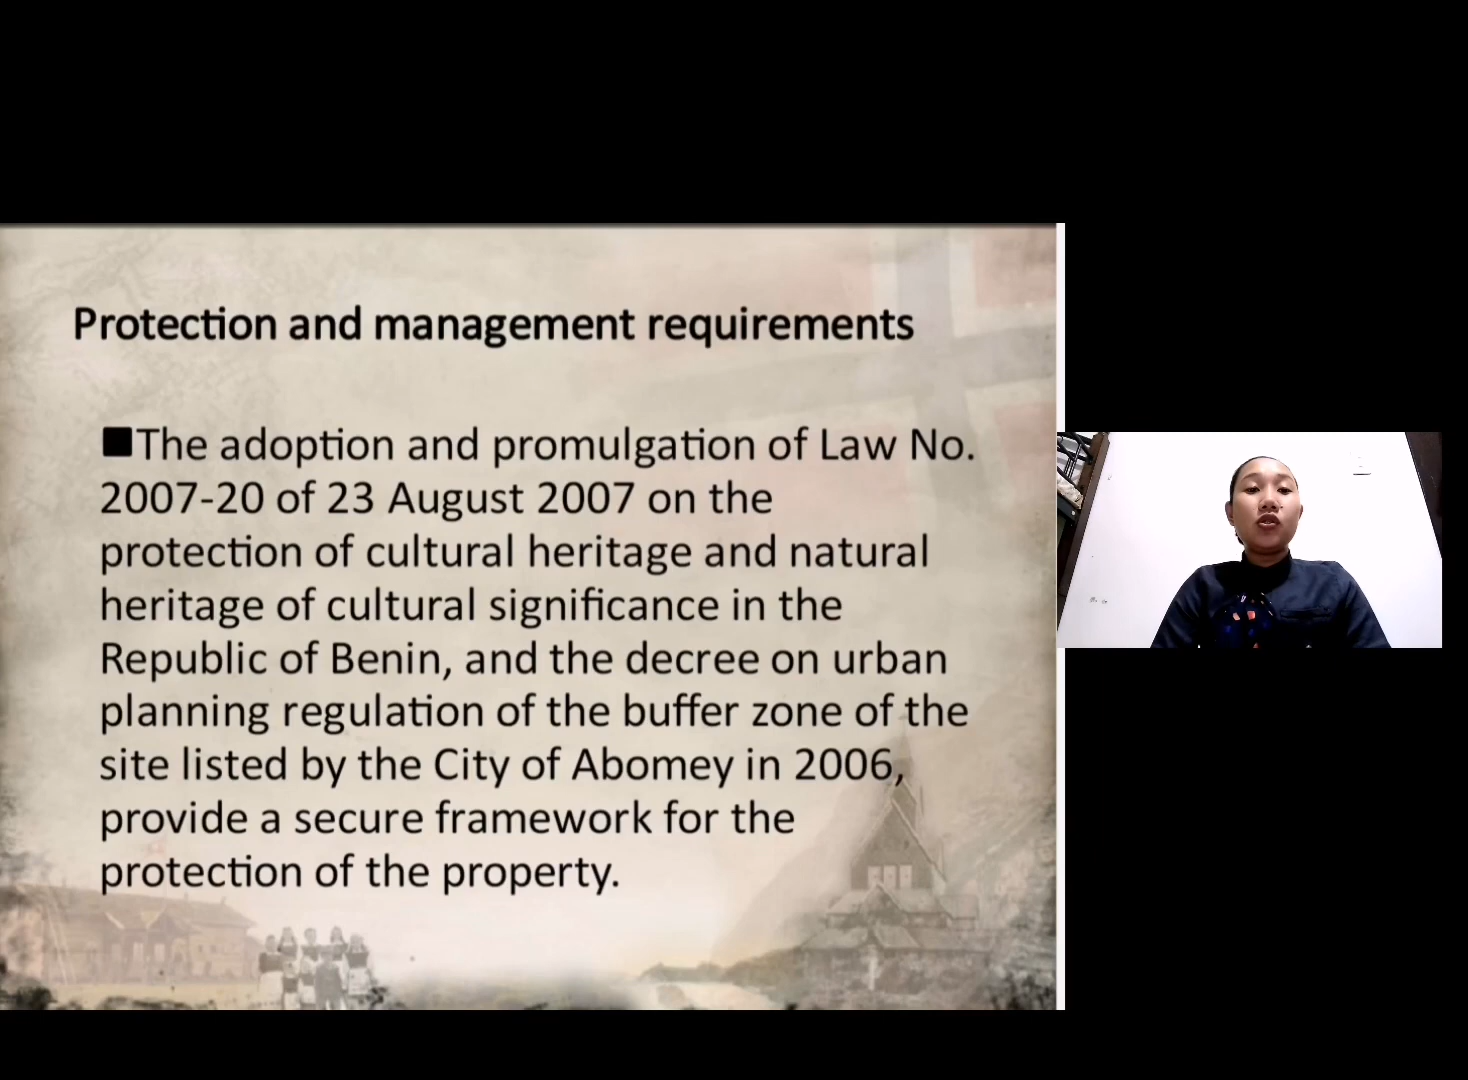 Protection and management requirements
■The adoption and promulgation of Law No.
2007-20 of 23 August 2007 on the
protection of cultural heritage and natural
heritage of cultural significance in the
Republic of Benin, and the decree on urban
planning regulation of the buffer zone of the
site listed by the City of Abomey in 2006,
provide a secure framework for the
protection of the property.